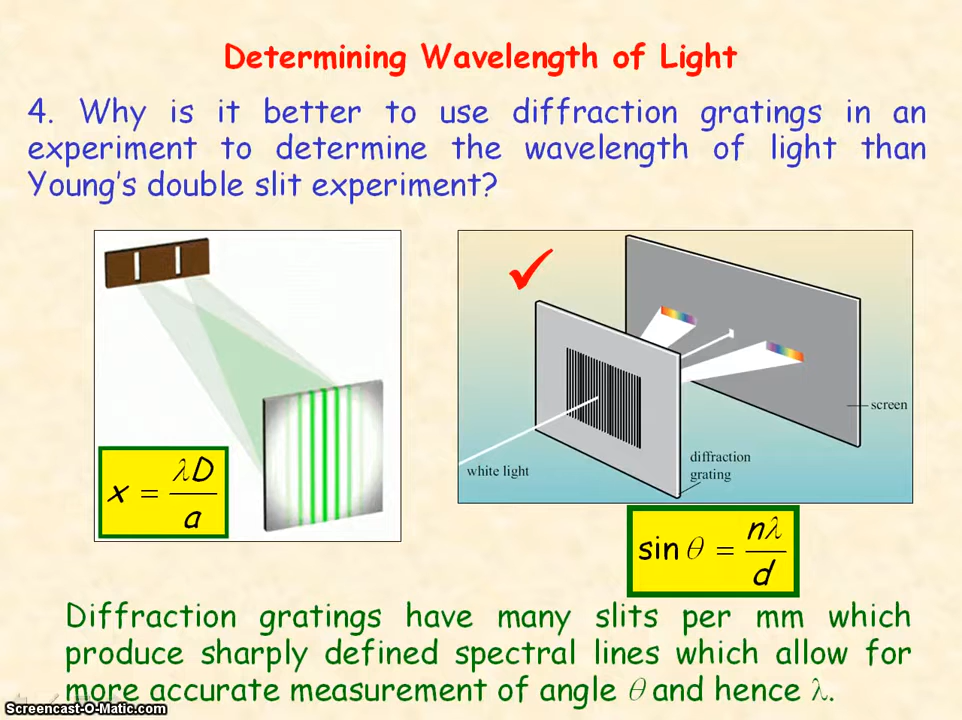 Determining Wavelength of Light
4. Why is it better to use diffraction gratings in an
experiment to determine the wavelength of light than
Young's double slit experiment?
x = λD / a
white light
screen
diffraction
grating
sin θ = nλ / d
Diffraction gratings have many slits per mm which
produce sharply defined spectral lines which allow for
more accurate measurement of angle θ and hence λ.
Screencast-O-Matic.com